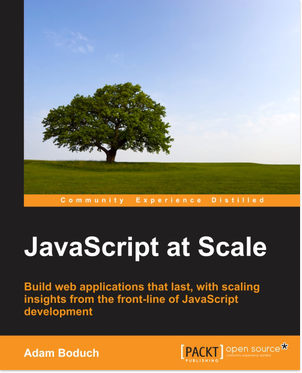 Community Experience Distilled
JavaScript at Scale
Build web applications that last, with scaling
insights from the front-line of JavaScript
development
Adam Boduch
[PACKT] open source*
PUBLISHING